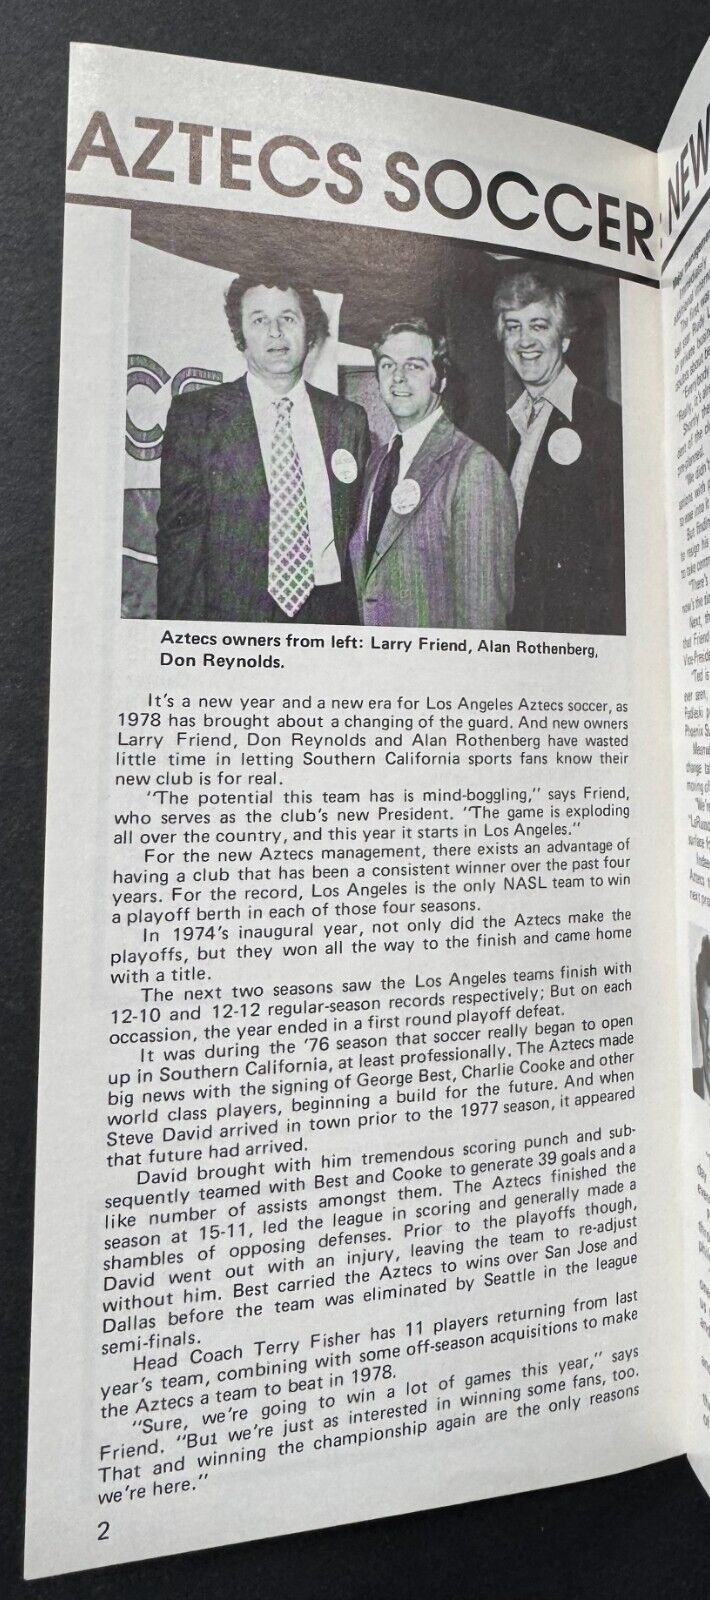 AZTECS SOCCER: NEW
Aztecs owners from left: Larry Friend, Alan Rothenberg,
Don Reynolds.
It's a new year and a new era for Los Angeles Aztecs soccer, as
1978 has brought about a changing of the guard. And new owners
Larry Friend, Don Reynolds and Alan Rothenberg have wasted
little time in letting Southern California sports fans know their
new club is for real.
"The potential this team has is mind-boggling," says Friend,
who serves as the club's new President. "The game is exploding
all over the country, and this year it starts in Los Angeles."
For the new Aztecs management, there exists an advantage of
having a club that has been a consistent winner over the past four
years. For the record, Los Angeles is the only NASL team to win
a playoff berth in each of those four seasons.
In 1974's inaugural year, not only did the Aztecs make the
playoffs, but they won all the way to the finish and came home
with a title.
The next two seasons saw the Los Angeles teams finish with
12-10 and 12-12 regular-season records respectively; But on each
occassion, the year ended in a first round playoff defeat.
It was during the '76 season that soccer really began to open
up in Southern California, at least professionally. The Aztecs made
big news with the signing of George Best, Charlie Cooke and other
world class players, beginning a build for the future. And when
Steve David arrived in town prior to the 1977 season, it appeared
that future had arrived.
David brought with him tremendous scoring punch and sub-
sequently teamed with Best and Cooke to generate 39 goals and a
like number of assists amongst them. The Aztecs finished the
season at 15-11, led the league in scoring and generally made a
shambles of opposing defenses. Prior to the playoffs though,
David went out with an injury, leaving the team to re-adjust
without him. Best carried the Aztecs to wins over San Jose and
Dallas before the team was eliminated by Seattle in the league
semi-finals.
Head Coach Terry Fisher has 11 players returning from last
year's team, combining with some off-season acquisitions to make
the Aztecs a team to beat in 1978.
"Sure, we're going to win a lot of games this year," says
Friend. "But we're just as interested in winning some fans, too.
That and winning the championship again are the only reasons
we're here."
2